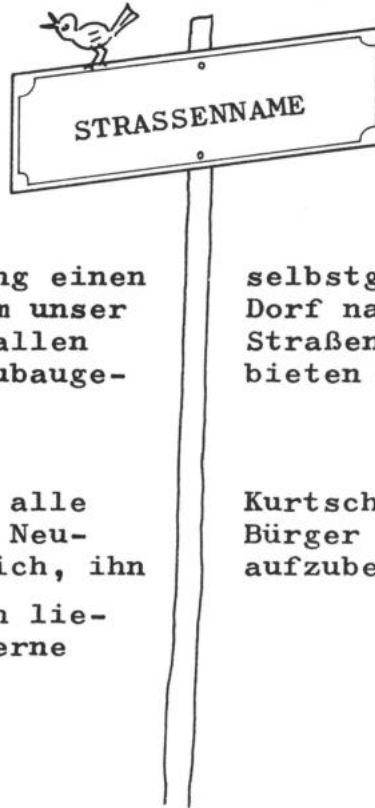 STRASSENNAME
ng einen selbstg
m unser Dorf na
allen Straßen
ubauge- bieten
alle Kurtsch
Neu- Bürger
ich, ihn aufzube
n lie-
erne